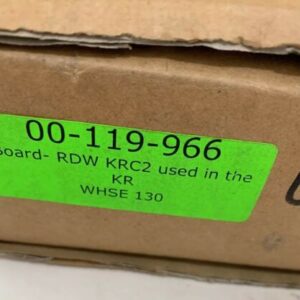 00-119-966
Board- RDW KRC2 used in the
KR
WHSE 130